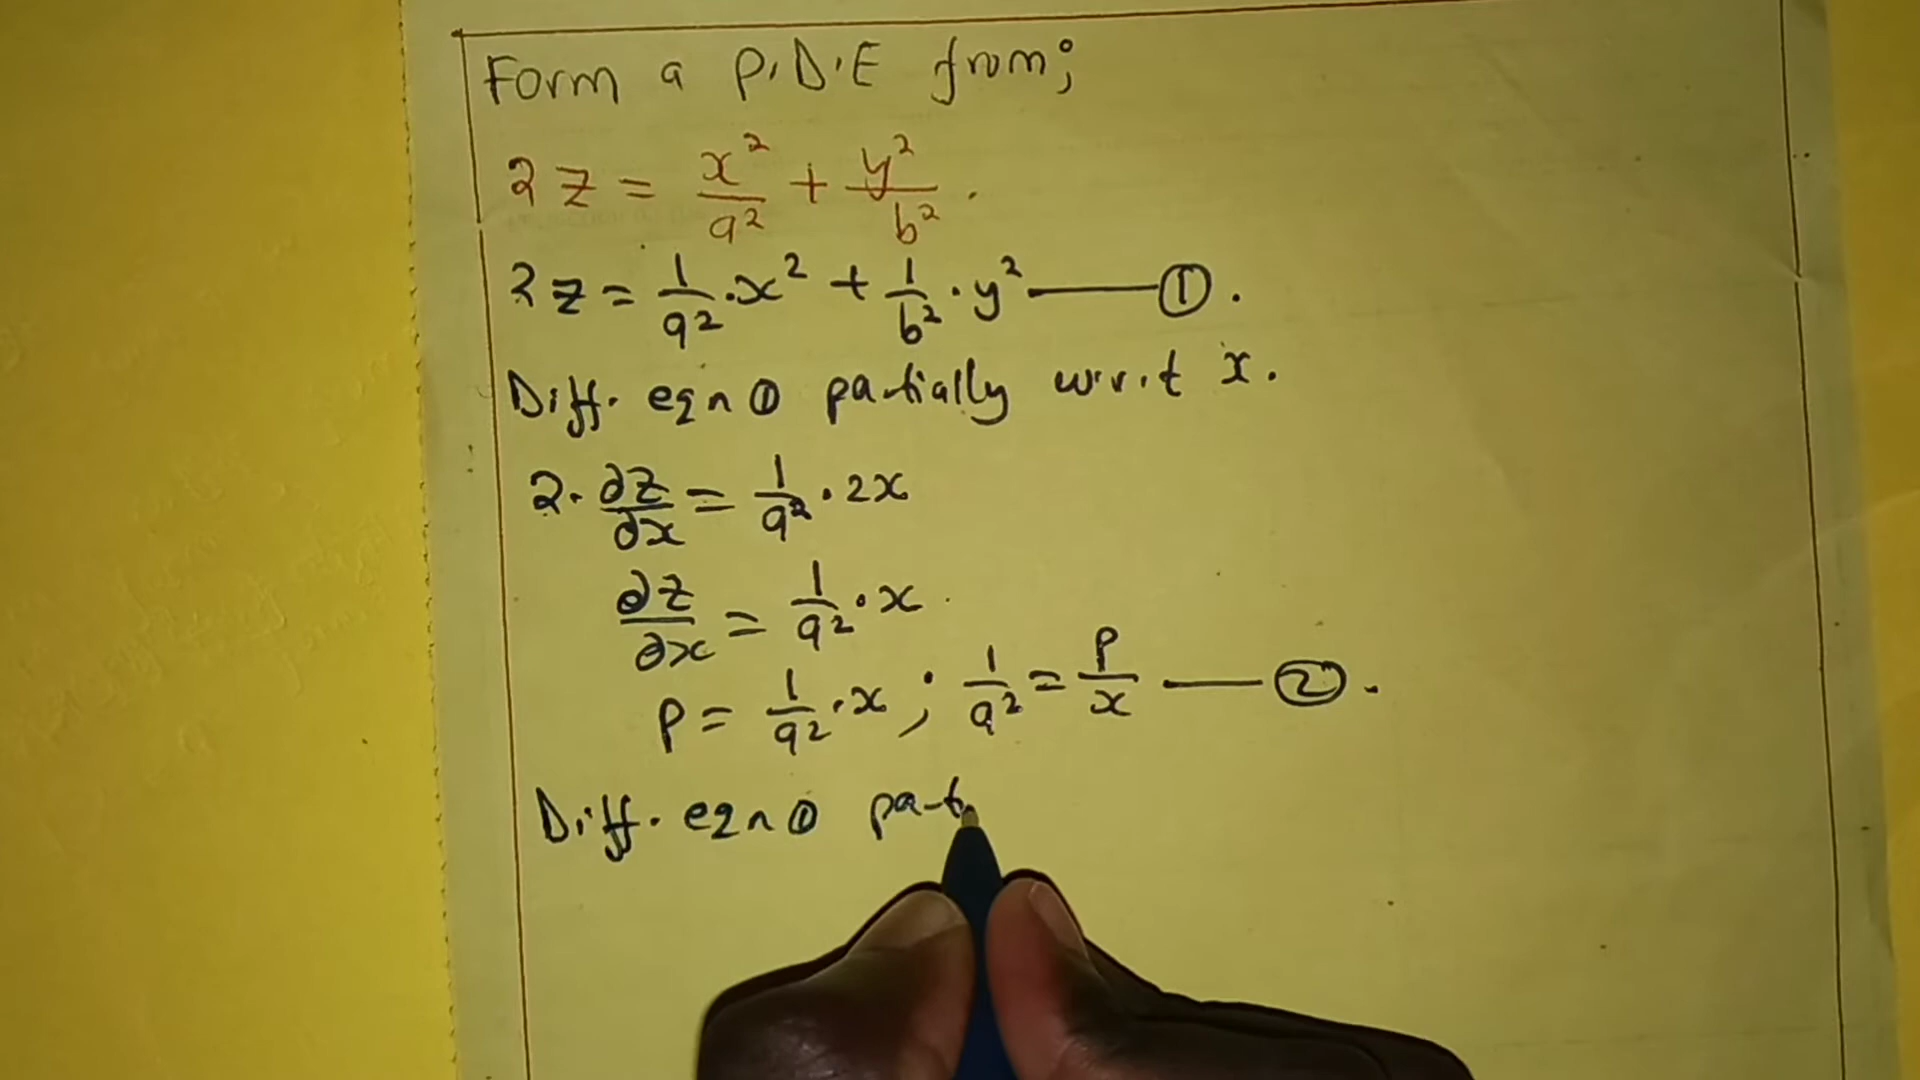 Form a P.D.E from;
2z = x²/a² + y²/b².
2z = 1/a² · x² + 1/b² · y² —— ①.
Diff. eqn ① partially w.r.t x.
2 · ∂z/∂x = 1/a² · 2x
∂z/∂x = 1/a² · x
p = 1/a² · x ; 1/a² = p/x —— ②.
Diff. eqn ① part